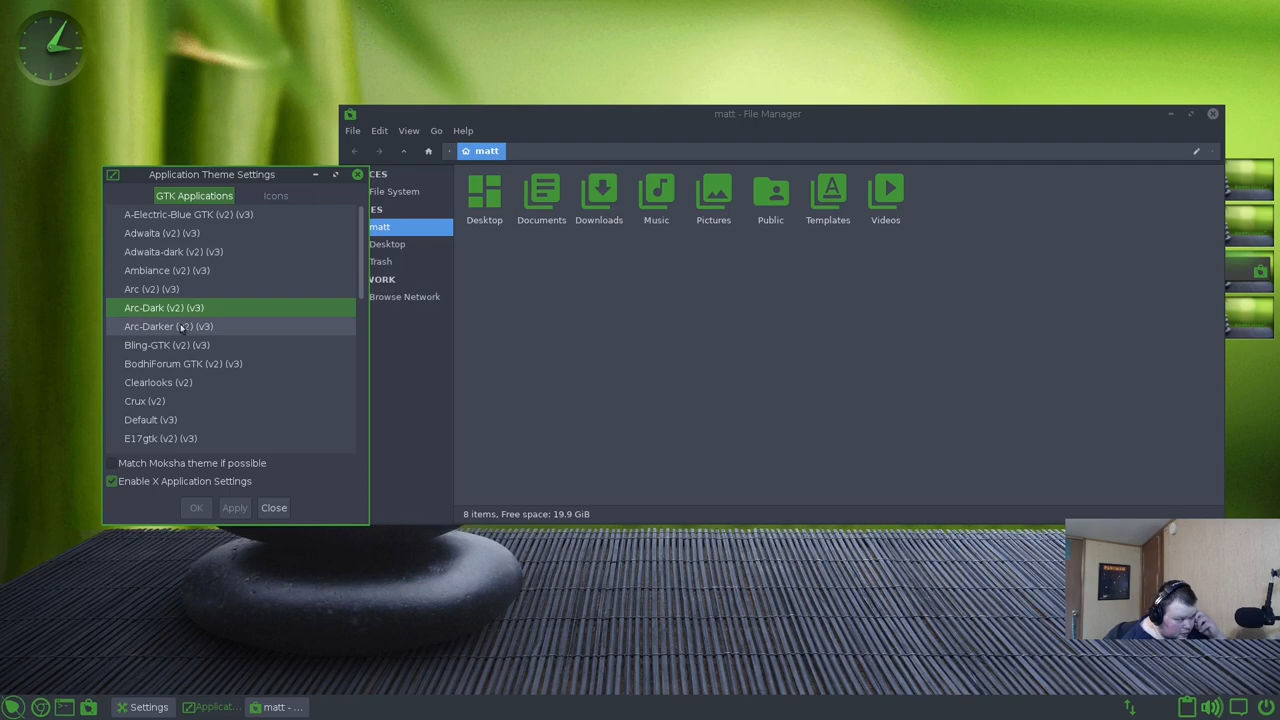 matt - File Manager
File Edit View Go Help
matt
Application Theme Settings
GTK Applications Icons
A-Electric-Blue GTK (v2) (v3)
Adwaita (v2) (v3)
Adwaita-dark (v2) (v3)
Ambiance (v2) (v3)
Arc (v2) (v3)
Arc-Dark (v2) (v3)
Arc-Darker (v2) (v3)
Bling-GTK (v2) (v3)
BodhiForum GTK (v2) (v3)
Clearlooks (v2)
Crux (v2)
Default (v3)
E17gtk (v2) (v3)
Match Moksha theme if possible
Enable X Application Settings
OK Apply Close
CES
File System
ES
matt
Desktop
Trash
WORK
Browse Network
Desktop Documents Downloads Music Pictures Public Templates Videos
8 items, Free space: 19.9 GiB
Settings Applicat... matt - ...